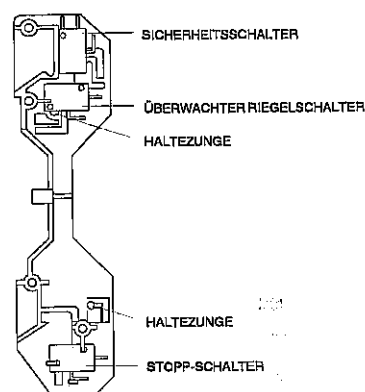 SICHERHEITSSCHALTER
ÜBERWACHTER RIEGELSCHALTER
HALTEZUNGE
HALTEZUNGE
STOPP-SCHALTER